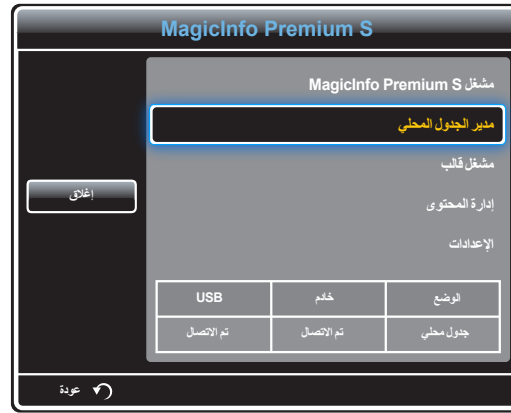 MagicInfo Premium S
مشغل MagicInfo Premium S
مدير الجدول المحلي
مشغل قالب
إدارة المحتوى
الإعدادات
إغلاق
الوضع خادم USB
جدول محلي تم الاتصال تم الاتصال
عودة